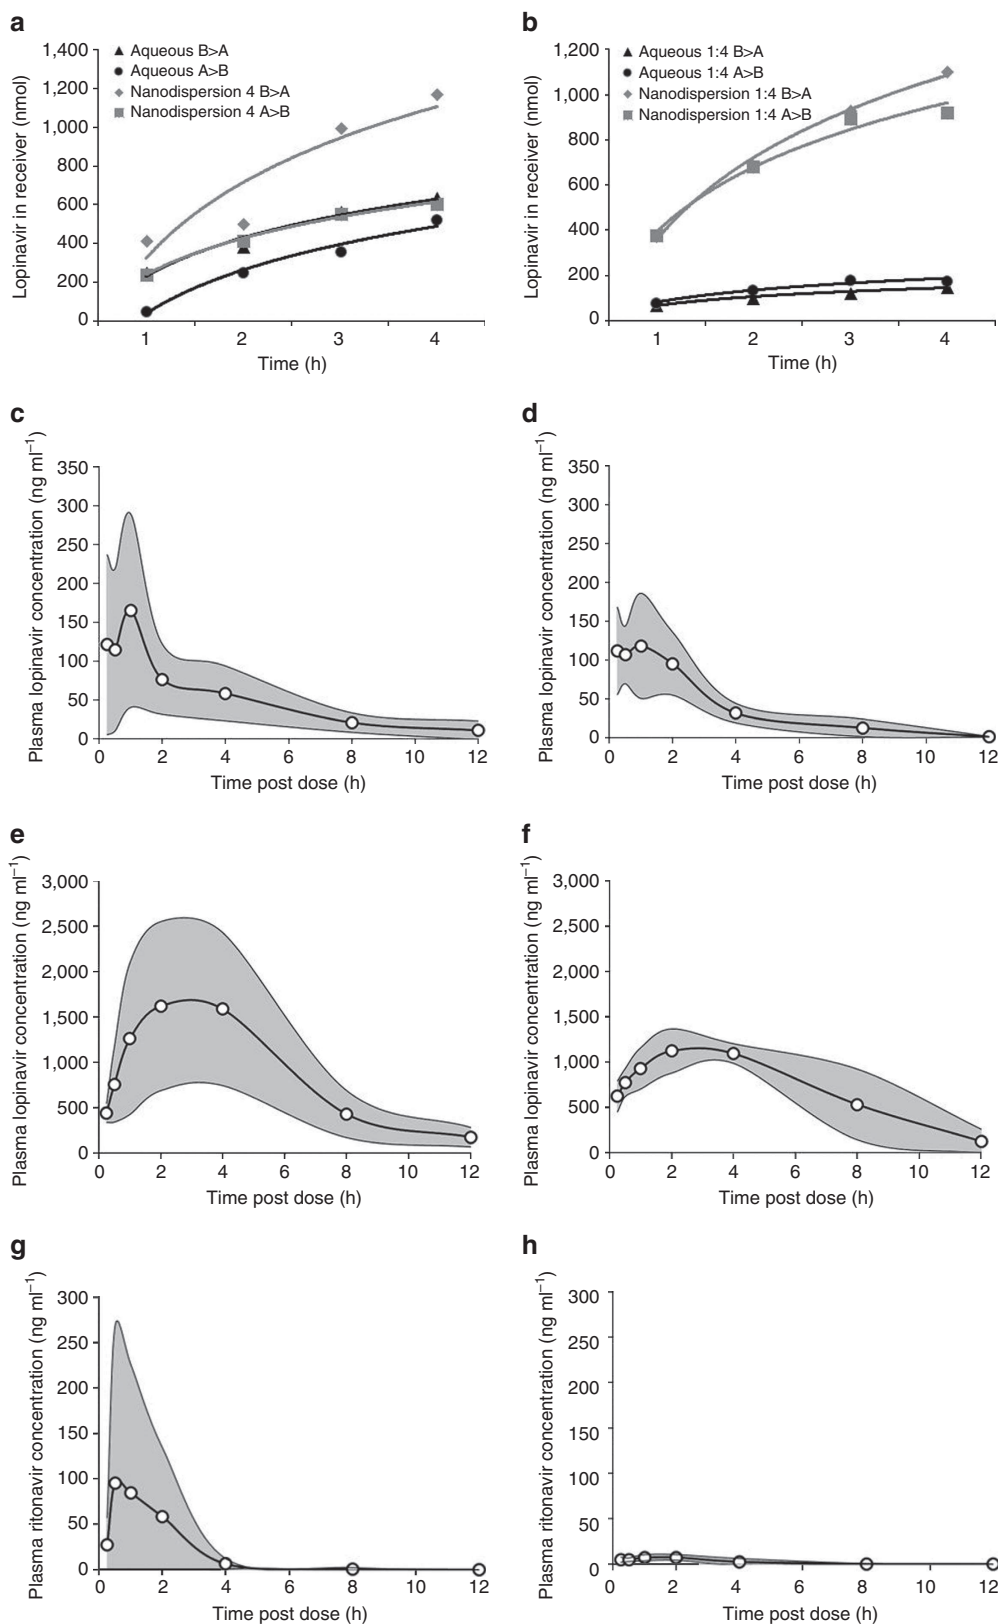 a
1,400
1,200
1,000
800
600
400
200
0
Lopinavir in receiver (nmol)
Aqueous B>A
Aqueous A>B
Nanodispersion 4 B>A
Nanodispersion 4 A>B
1 2 3 4
Time (h)
b
1,200
1,000
800
600
400
200
0
Lopinavir in receiver (nmol)
Aqueous 1:4 B>A
Aqueous 1:4 A>B
Nanodispersion 1:4 B>A
Nanodispersion 1:4 A>B
1 2 3 4
Time (h)
c
350
300
250
200
150
100
50
0
Plasma lopinavir concentration (ng ml⁻¹)
0 2 4 6 8 10 12
Time post dose (h)
d
350
300
250
200
150
100
50
0
Plasma lopinavir concentration (ng ml⁻¹)
0 2 4 6 8 10 12
Time post dose (h)
e
3,000
2,500
2,000
1,500
1,000
500
0
Plasma lopinavir concentration (ng ml⁻¹)
0 2 4 6 8 10 12
Time post dose (h)
f
3,000
2,500
2,000
1,500
1,000
500
0
Plasma lopinavir concentration (ng ml⁻¹)
0 2 4 6 8 10 12
Time post dose (h)
g
300
250
200
150
100
50
0
Plasma ritonavir concentration (ng ml⁻¹)
0 2 4 6 8 10 12
Time post dose (h)
h
300
250
200
150
100
50
0
Plasma ritonavir concentration (ng ml⁻¹)
0 2 4 6 8 10 12
Time post dose (h)